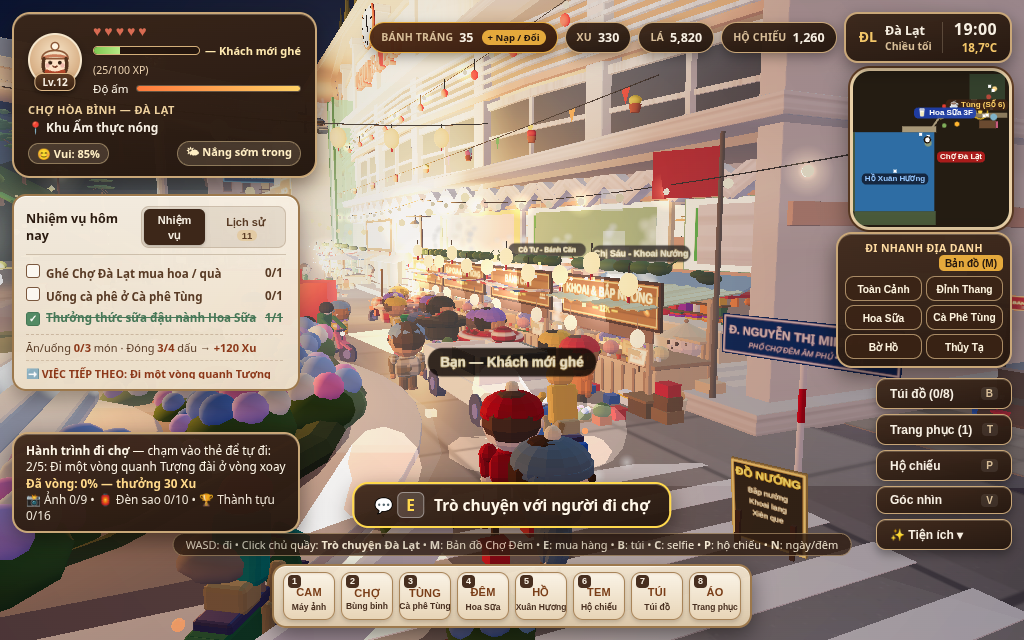 ♥♥♥♥♥
— Khách mới ghé
(25/100 XP)
Lv.12
Độ ấm
CHỢ HÒA BÌNH — ĐÀ LẠT
📍 Khu Ẩm thực nóng
😊 Vui: 85%
🌤 Nắng sớm trong
BÁNH TRÁNG 35 + Nạp / Đổi
XU 330
LÁ 5,820
HỘ CHIẾU 1,260
ĐL Đà Lạt
Chiều tối
19:00
18,7°C
☕ Tùng (Số 6)
🥛 Hoa Sữa 3F
Chợ Đà Lạt
Hồ Xuân Hương
Nhiệm vụ hôm nay
Nhiệm vụ
Lịch sử 11
Ghé Chợ Đà Lạt mua hoa / quà 0/1
Uống cà phê ở Cà phê Tùng 0/1
✓ Thưởng thức sữa đậu nành Hoa Sữa 1/1
Ăn/uống 0/3 món · Đóng 3/4 dấu → +120 Xu
➡️ VIỆC TIẾP THEO: Đi một vòng quanh Tượng
Hành trình đi chợ — chạm vào thẻ để tự đi:
2/5: Đi một vòng quanh Tượng đài ở vòng xoay
Đã vòng: 0% — thưởng 30 Xu
📸 Ảnh 0/9 • 🏮 Đèn sao 0/10 • 🏆 Thành tựu
0/16
Cô Tư - Bánh Căn
Chị Sáu - Khoai Nướng
Bạn — Khách mới ghé
PHỐ CHỢ ĐÊM ÂM PHỦ
ĐỒ NƯỚNG
Bắp nướng
Khoai lang
Xiên que
ĐI NHANH ĐỊA DANH
Bản đồ (M)
Toàn Cảnh
Đỉnh Thang
Hoa Sữa
Cà Phê Tùng
Bờ Hồ
Thủy Tạ
Túi đồ (0/8) B
Trang phục (1) T
Hộ chiếu P
Góc nhìn V
✨ Tiện ích ▾
💬 E Trò chuyện với người đi chợ
WASD: đi • Click chủ quầy: Trò chuyện Đà Lạt • M: Bản đồ Chợ Đêm • E: mua hàng • B: túi • C: selfie • P: hộ chiếu • N: ngày/đêm
1 CAM Máy ảnh
2 CHỢ Bùng binh
3 TÙNG Cà phê Tùng
4 ĐÊM Hoa Sữa
5 HỒ Xuân Hương
6 TEM Hộ chiếu
7 TÚI Túi đồ
8 ÁO Trang phục